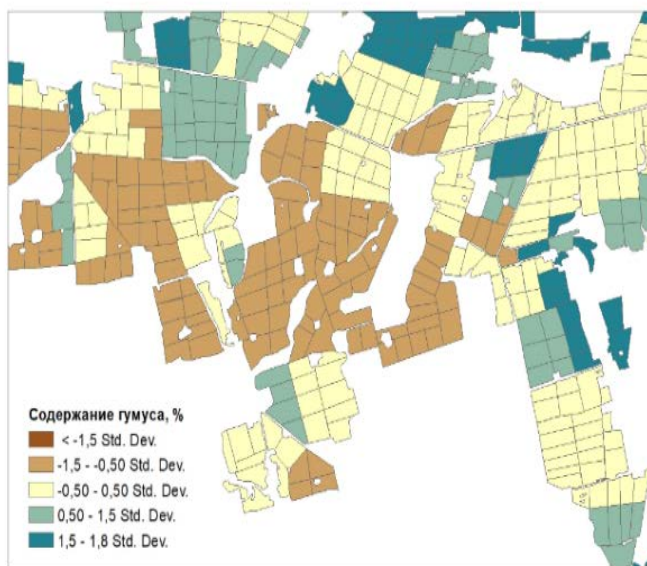 Содержание гумуса, %
< -1,5 Std. Dev.
-1,5 - -0,50 Std. Dev.
-0,50 - 0,50 Std. Dev.
0,50 - 1,5 Std. Dev.
1,5 - 1,8 Std. Dev.